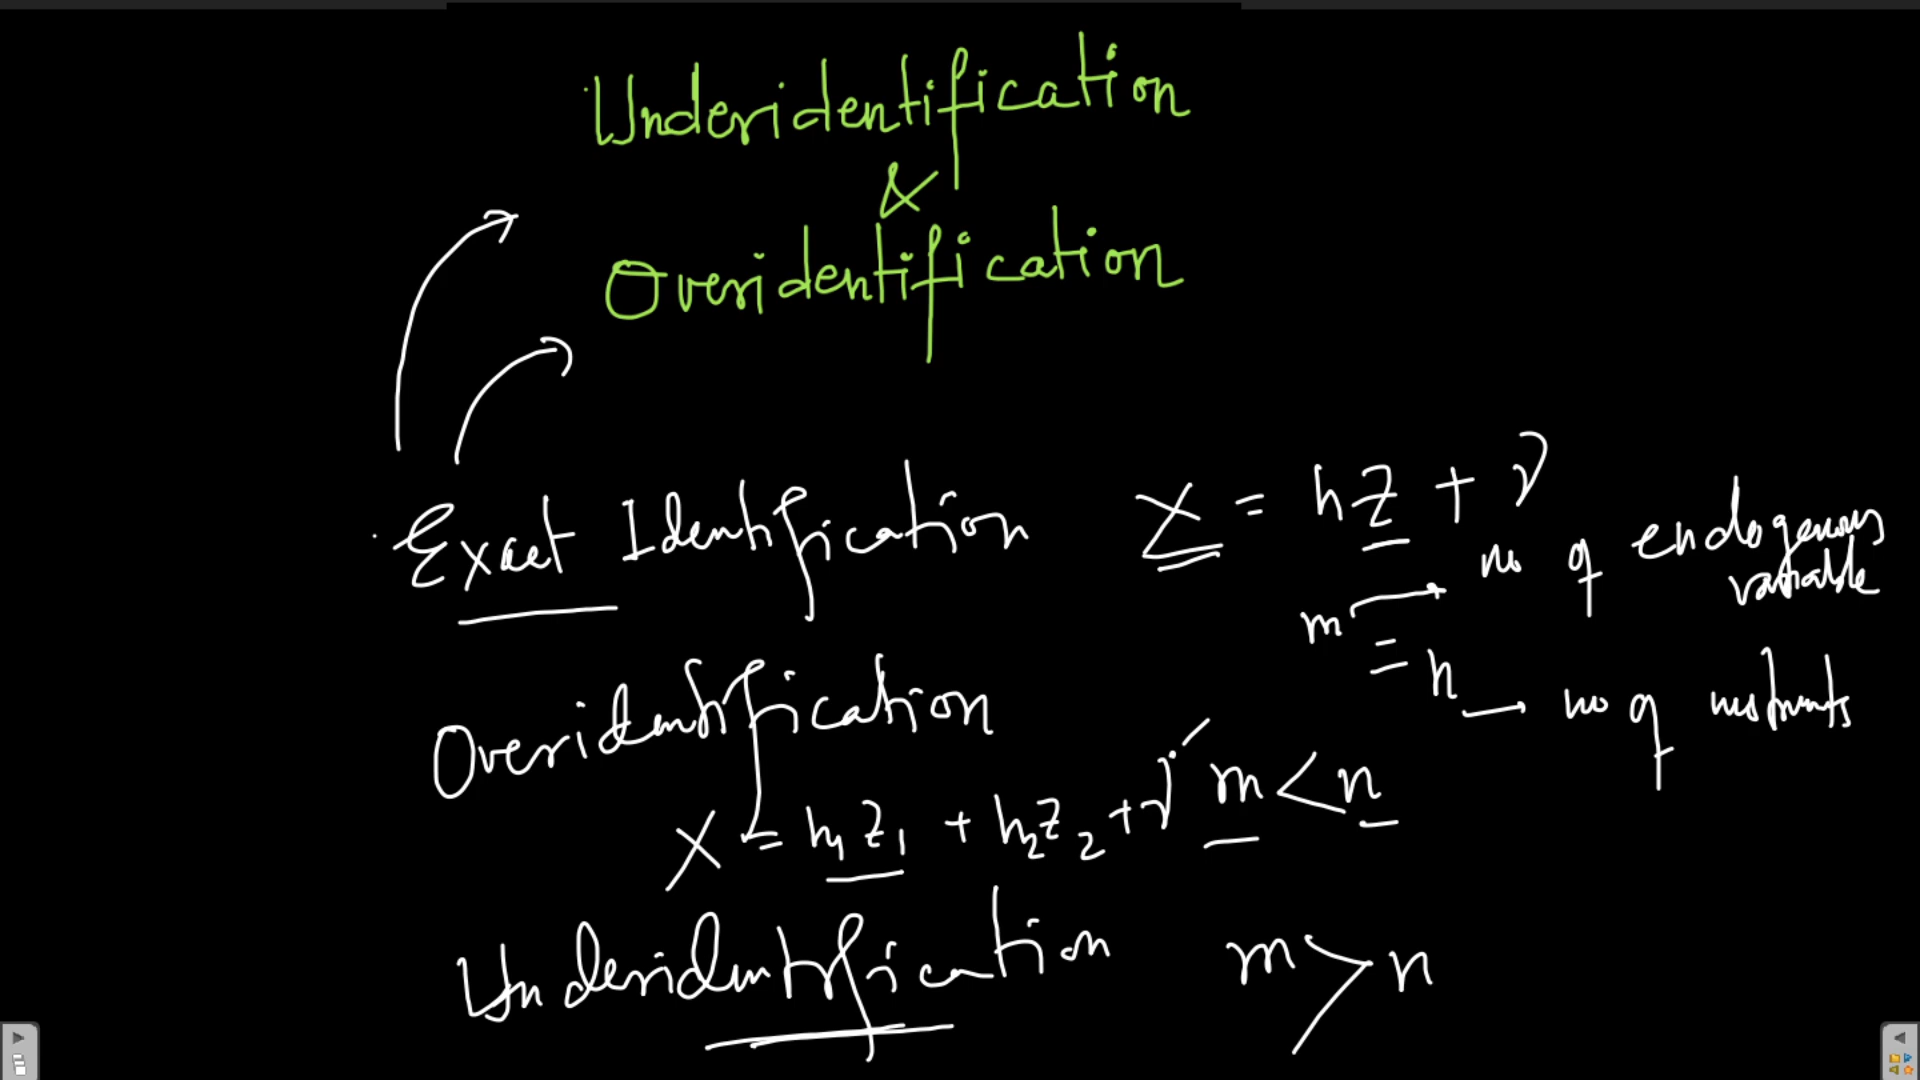 Underidentification
&
Overidentification
Exact Identification X = hZ + ν
m → no of endogenous variable
=
n → no of instruments
Overidentification m < n
X = h₁Z₁ + h₂Z₂ + ν
Underidentification m > n